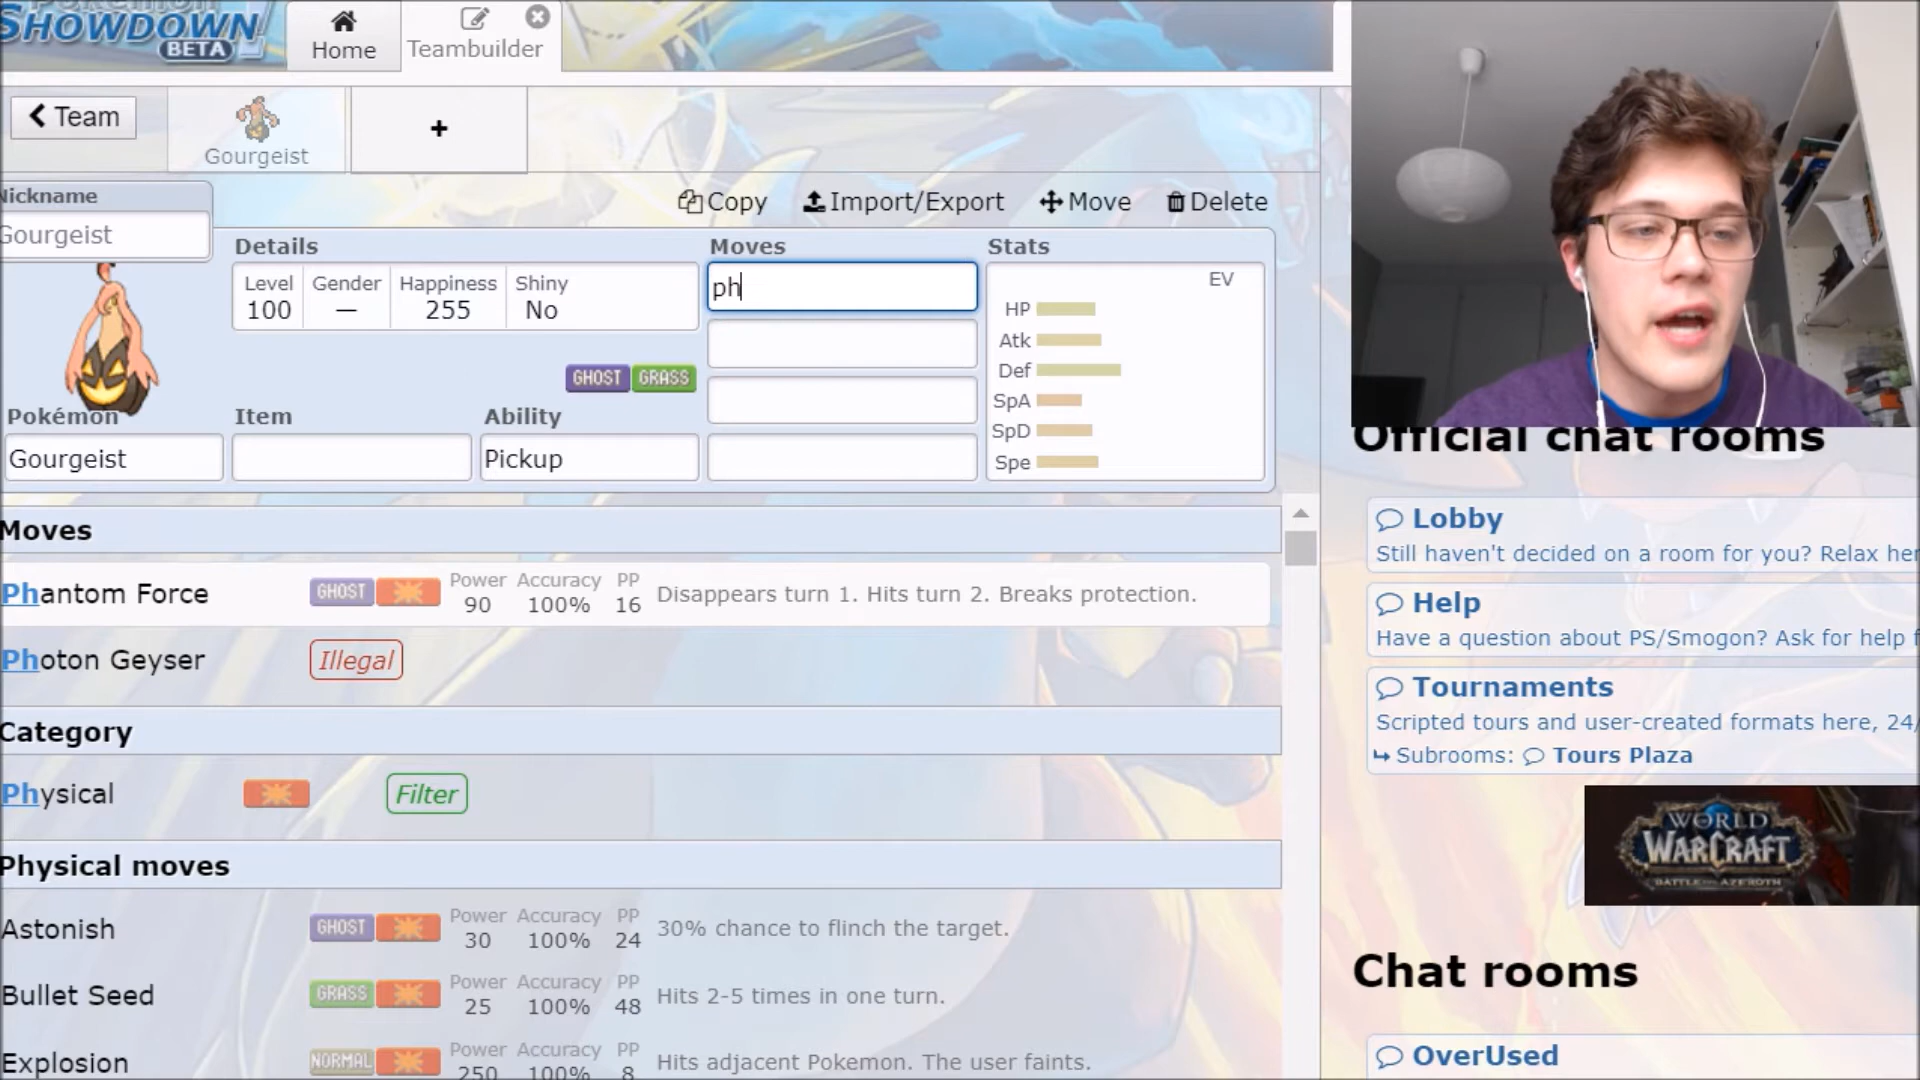 Pokémon
SHOWDOWN
BETA
Home
Teambuilder
Team
Gourgeist
+
Nickname
Gourgeist
Copy
Import/Export
Move
Delete
Details
Moves
Stats
Level
Gender
Happiness
Shiny
100
—
255
No
ph
EV
HP
Atk
Def
SpA
SpD
Spe
GHOST
GRASS
Pokémon
Item
Ability
Gourgeist
Pickup
Moves
Phantom Force
GHOST
Power
90
Accuracy
100%
PP
16
Disappears turn 1. Hits turn 2. Breaks protection.
Photon Geyser
Illegal
Category
Physical
Filter
Physical moves
Astonish
GHOST
Power
30
Accuracy
100%
PP
24
30% chance to flinch the target.
Bullet Seed
GRASS
Power
25
Accuracy
100%
PP
48
Hits 2-5 times in one turn.
Explosion
NORMAL
Power
250
Accuracy
100%
PP
8
Hits adjacent Pokemon. The user faints.
Official chat rooms
Lobby
Still haven't decided on a room for you? Relax
Help
Have a question about PS/Smogon? Ask for help
Tournaments
Scripted tours and user-created formats here, 24/
Subrooms: Tours Plaza
WORLD
WARCRAFT
BATTLE FOR AZEROTH
Chat rooms
OverUsed